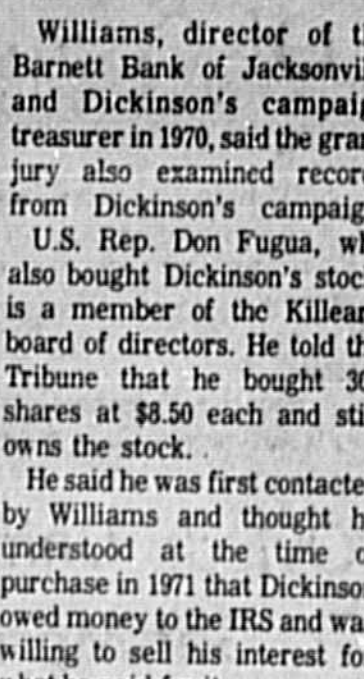 Williams, director of t
Barnett Bank of Jacksonvi
and Dickinson's campaig
treasurer in 1970, said the gra
jury also examined recor
from Dickinson's campaig
U.S. Rep. Don Fugua, w
also bought Dickinson's stoc
is a member of the Killear
board of directors. He told t
Tribune that he bought 30
shares at $8.50 each and sti
owns the stock.
He said he was first contacte
by Williams and thought h
understood at the time o
purchase in 1971 that Dickinso
owed money to the IRS and wa
willing to sell his interest fo